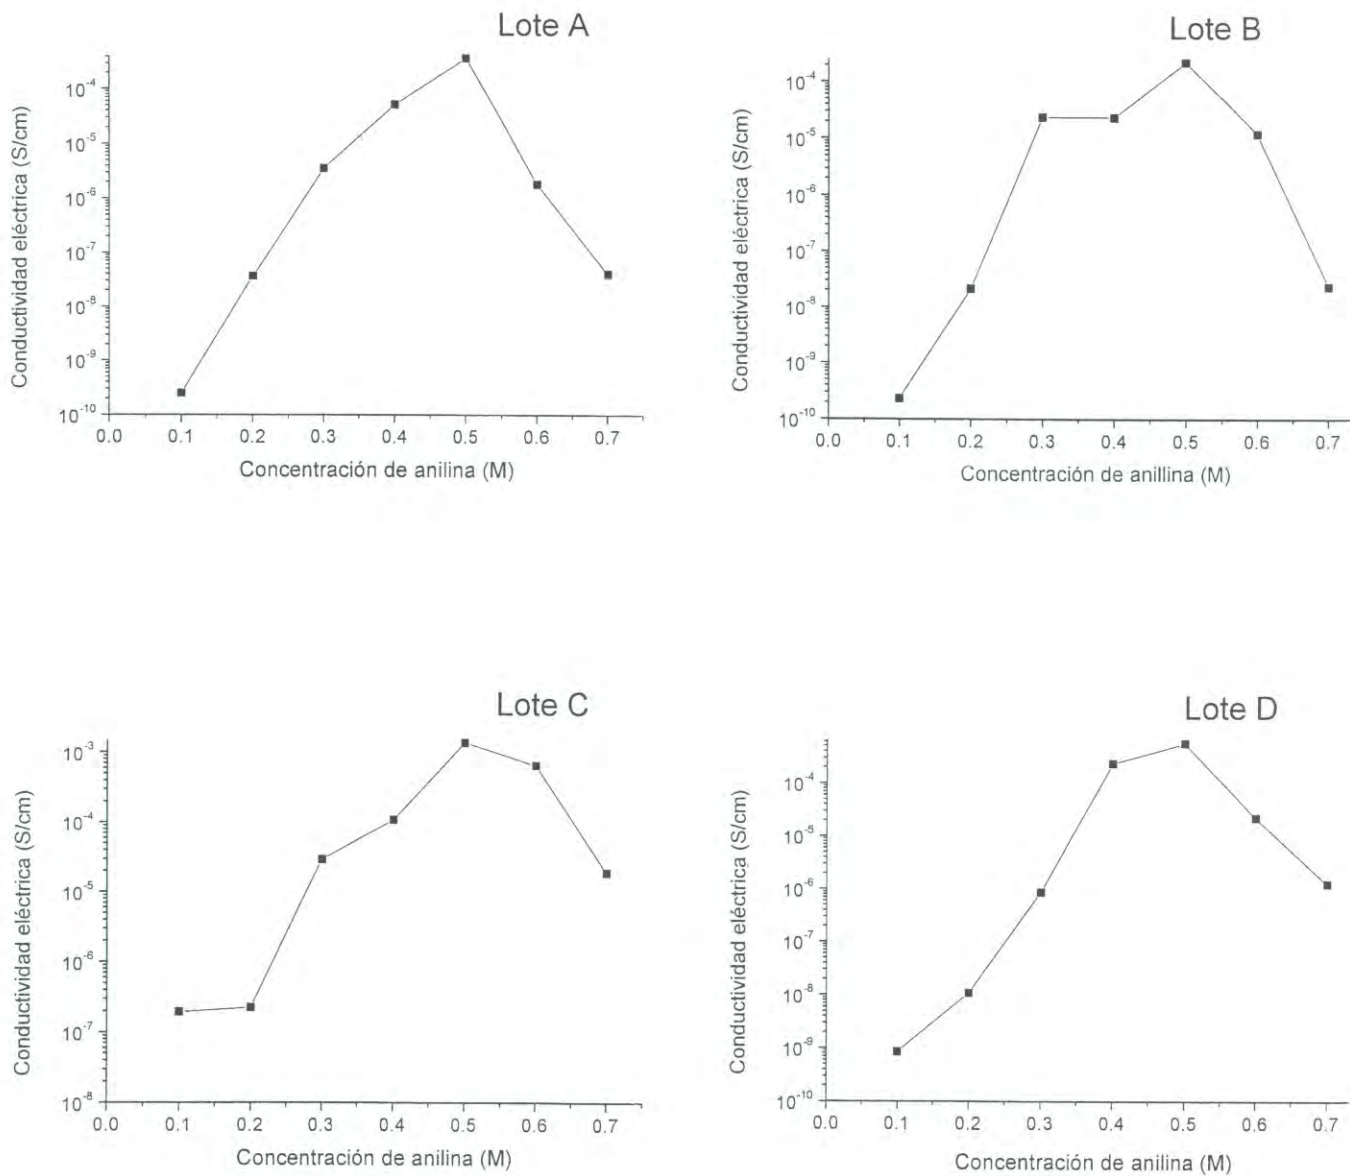 Lote A
Conductividad eléctrica (S/cm)
10⁻⁴
10⁻⁵
10⁻⁶
10⁻⁷
10⁻⁸
10⁻⁹
10⁻¹⁰
0.0 0.1 0.2 0.3 0.4 0.5 0.6 0.7
Concentración de anilina (M)
Lote B
Conductividad eléctrica (S/cm)
10⁻⁴
10⁻⁵
10⁻⁶
10⁻⁷
10⁻⁸
10⁻⁹
10⁻¹⁰
0.0 0.1 0.2 0.3 0.4 0.5 0.6 0.7
Concentración de anillina (M)
Lote C
Conductividad eléctrica (S/cm)
10⁻³
10⁻⁴
10⁻⁵
10⁻⁶
10⁻⁷
10⁻⁸
0.0 0.1 0.2 0.3 0.4 0.5 0.6 0.7
Concentración de anilina (M)
Lote D
Conductividad eléctrica (S/cm)
10⁻⁴
10⁻⁵
10⁻⁶
10⁻⁷
10⁻⁸
10⁻⁹
10⁻¹⁰
0.0 0.1 0.2 0.3 0.4 0.5 0.6 0.7
Concentración de anilina (M)